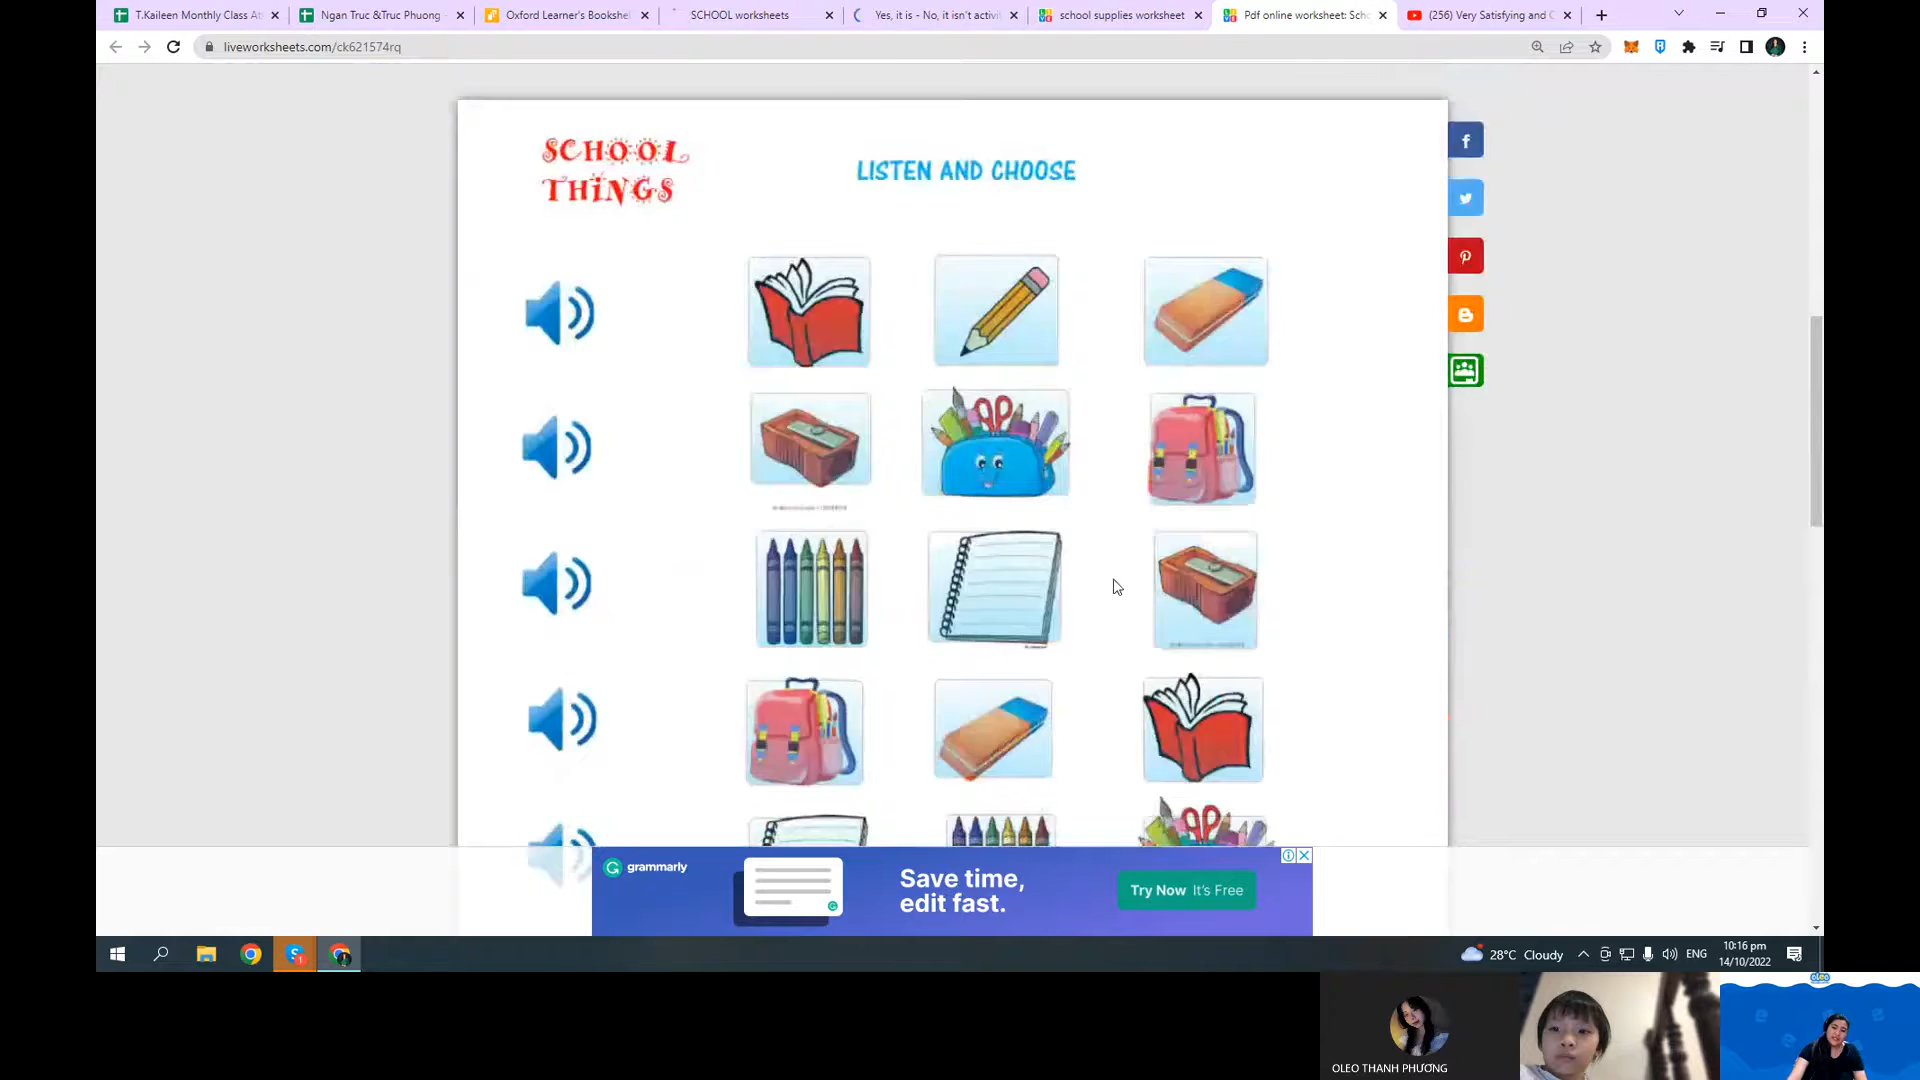 T.Kaileen Monthly Class At
Ngan Truc &Truc Phuong
Oxford Learner's Bookshel
SCHOOL worksheets
Yes, it is - No, it isn't activi
school supplies worksheet
Pdf online worksheet: Scho
(256) Very Satisfying and C
liveworksheets.com/ck621574rq
SCHOOL
THINGS
LISTEN AND CHOOSE
grammarly
Save time,
edit fast.
Try Now It's Free
28°C Cloudy
ENG
10:16 pm
14/10/2022
OLEO THANH PHƯƠNG
OLEO